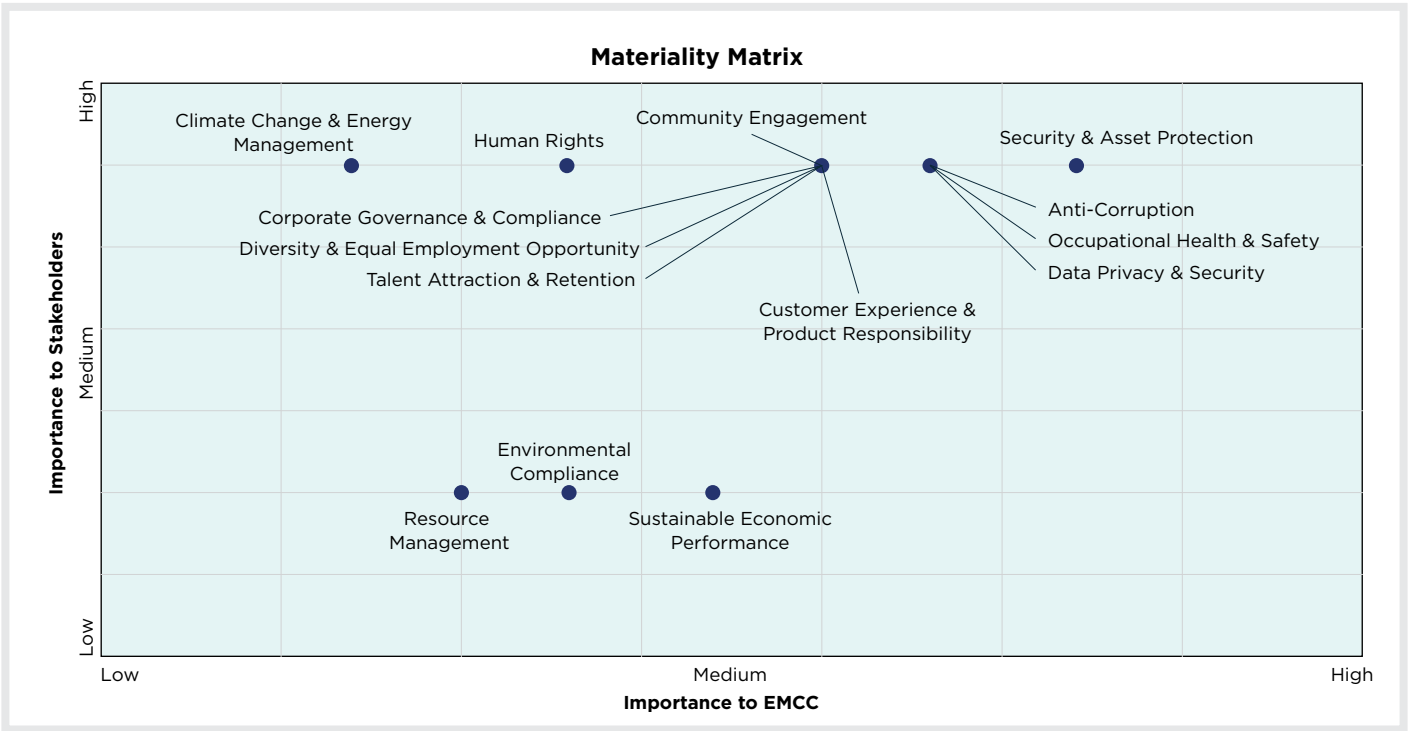 Materiality Matrix
High
Medium
Low
Importance to Stakeholders
Climate Change & Energy
Management
Human Rights
Community Engagement
Security & Asset Protection
Corporate Governance & Compliance
Diversity & Equal Employment Opportunity
Talent Attraction & Retention
Anti-Corruption
Occupational Health & Safety
Data Privacy & Security
Customer Experience &
Product Responsibility
Environmental
Compliance
Resource
Management
Sustainable Economic
Performance
Low
Medium
High
Importance to EMCC